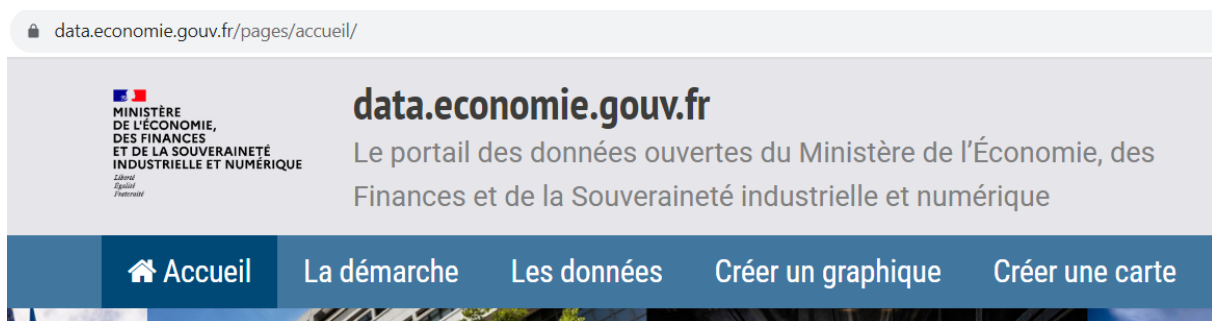 data.economie.gouv.fr/pages/accueil/
MINISTÈRE
DE L'ÉCONOMIE,
DES FINANCES
ET DE LA SOUVERAINETÉ
INDUSTRIELLE ET NUMÉRIQUE
Liberté
Égalité
Fraternité
data.economie.gouv.fr
Le portail des données ouvertes du Ministère de l’Économie, des
Finances et de la Souveraineté industrielle et numérique
Accueil La démarche Les données Créer un graphique Créer une carte